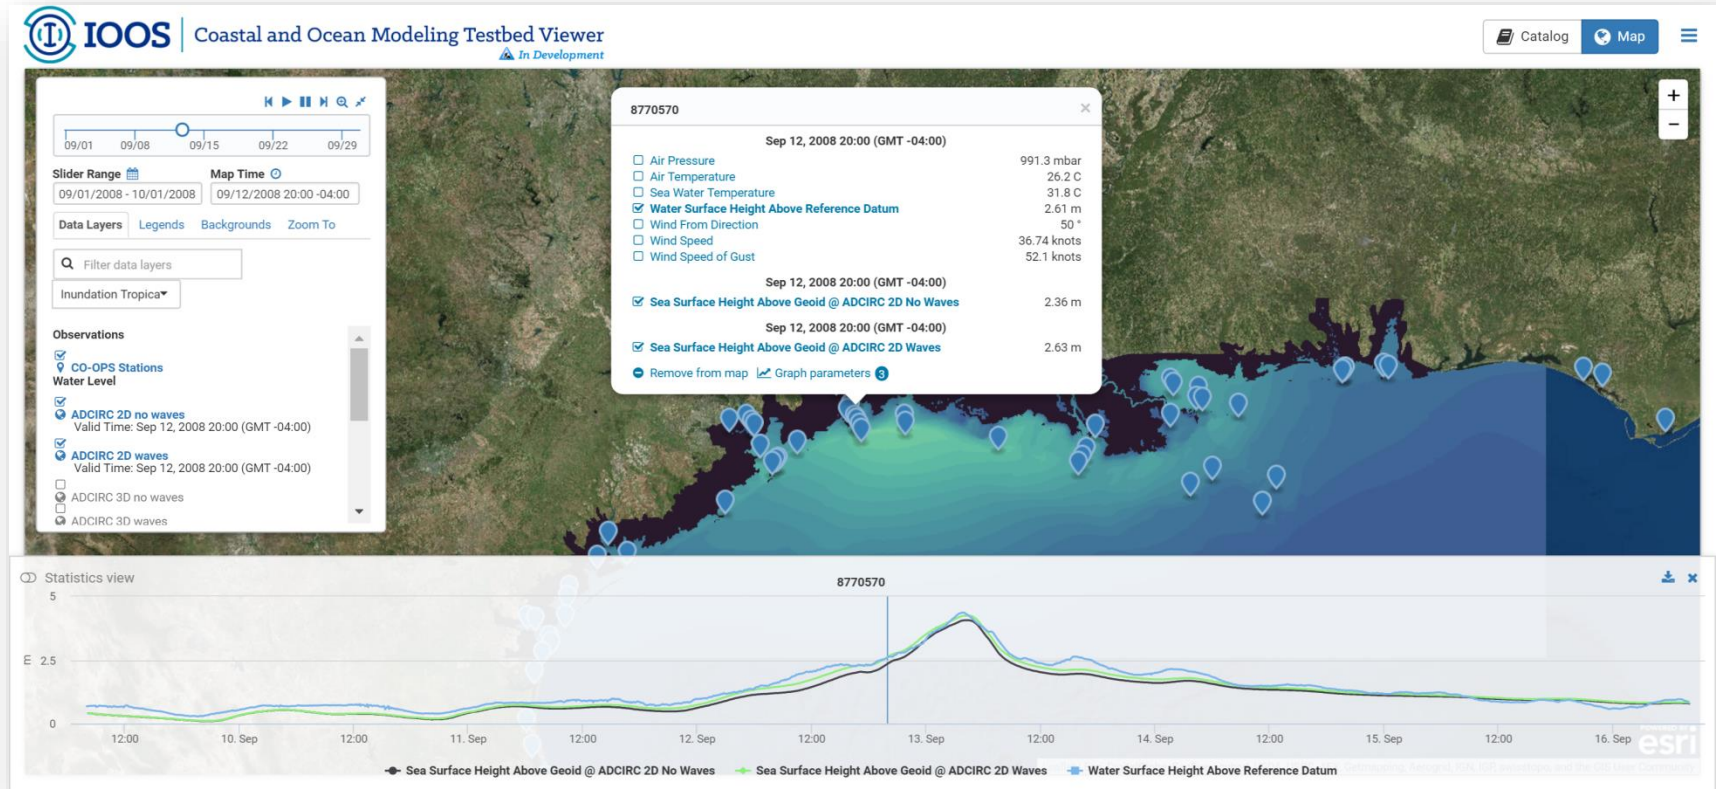 IOOS
Coastal and Ocean Modeling Testbed Viewer
In Development
Catalog
Map
09/01 09/08 09/15 09/22 09/29
Slider Range Map Time
09/01/2008 - 10/01/2008 09/12/2008 20:00 -04:00
Data Layers Legends Backgrounds Zoom To
Filter data layers
Inundation Tropica
Observations
CO-OPS Stations
Water Level
ADCIRC 2D no waves
Valid Time: Sep 12, 2008 20:00 (GMT -04:00)
ADCIRC 2D waves
Valid Time: Sep 12, 2008 20:00 (GMT -04:00)
ADCIRC 3D no waves
ADCIRC 3D waves
8770570 ×
Sep 12, 2008 20:00 (GMT -04:00)
Air Pressure 991.3 mbar
Air Temperature 26.2 C
Sea Water Temperature 31.8 C
Water Surface Height Above Reference Datum 2.61 m
Wind From Direction 50 °
Wind Speed 36.74 knots
Wind Speed of Gust 52.1 knots
Sep 12, 2008 20:00 (GMT -04:00)
Sea Surface Height Above Geoid @ ADCIRC 2D No Waves 2.36 m
Sep 12, 2008 20:00 (GMT -04:00)
Sea Surface Height Above Geoid @ ADCIRC 2D Waves 2.63 m
Remove from map Graph parameters 3
+
−
Statistics view
8770570
5
m 2.5
0
12:00 10. Sep 12:00 11. Sep 12:00 12. Sep 12:00 13. Sep 12:00 14. Sep 12:00 15. Sep 12:00 16. Sep
esri
Sea Surface Height Above Geoid @ ADCIRC 2D No Waves Sea Surface Height Above Geoid @ ADCIRC 2D Waves Water Surface Height Above Reference Datum